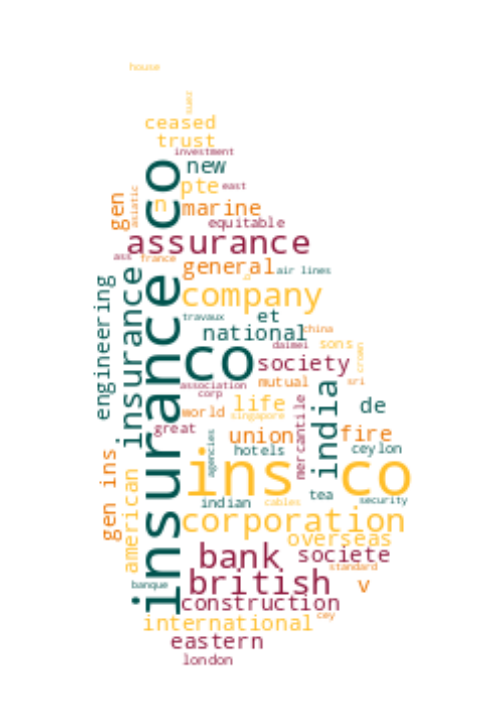 house
suez
ceased
trust
investment
new
insurance co
pte
east
asiatic
gen
n
marine
equitable
assurance
ass
france
general
air lines
engineering
insurance
company
travaux
et
national
china
co
daimei
sons
crown
society
association
mutual
sri
corp
life
india
de
world
singapore
mercantile
great
union
fire
agencies
hotels
ceylon
gen ins
american
ins co
tea
security
indian
cables
corporation
overseas
bank
societe
standard
banque
british
v
construction
international
cey
eastern
london